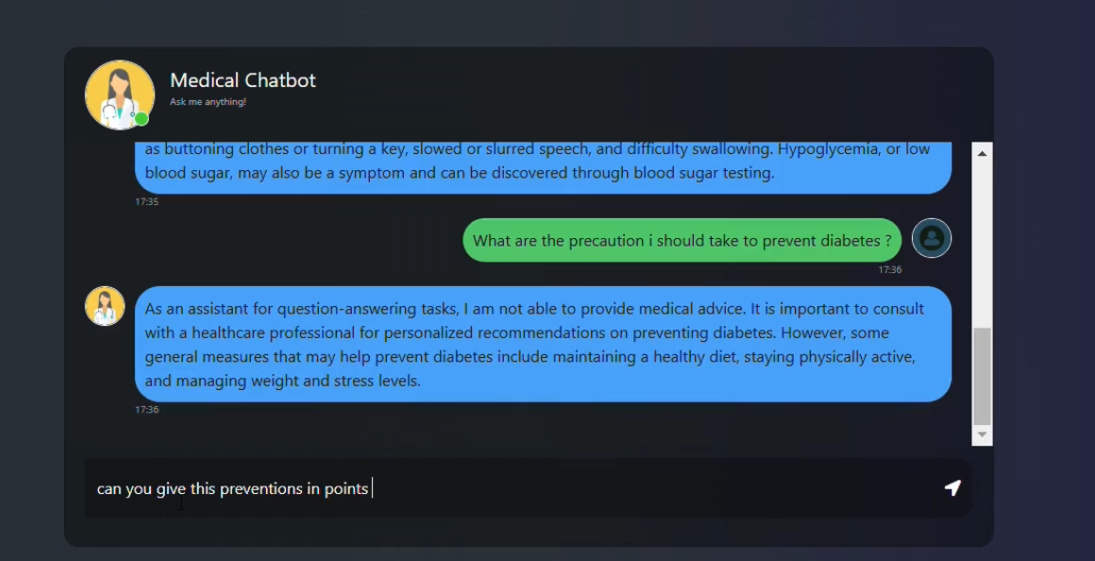 Medical Chatbot
Ask me anything!
as buttoning clothes or turning a key, slowed or slurred speech, and difficulty swallowing. Hypoglycemia, or low
blood sugar, may also be a symptom and can be discovered through blood sugar testing.
17:35
What are the precaution i should take to prevent diabetes ?
17:36
As an assistant for question-answering tasks, I am not able to provide medical advice. It is important to consult
with a healthcare professional for personalized recommendations on preventing diabetes. However, some
general measures that may help prevent diabetes include maintaining a healthy diet, staying physically active,
and managing weight and stress levels.
17:36
can you give this preventions in points